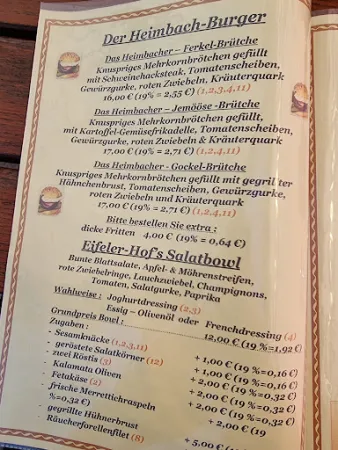 Der Heimbach-Burger
Das Heimbacher – Ferkel-Brütche
Knuspriges Mehrkornbrötchen gefüllt
mit Schweinehacksteak, Tomatenscheiben,
Gewürzgurke, roten Zwiebeln, Kräuterquark
16,00 € (19% = 2,55 €) (1,2,3,4,11)
Das Heimbacher – Jemööse -Brütche
Knuspriges Mehrkornbrötchen gefüllt,
mit Kartoffel-Gemüsefrikadelle, Tomatenscheiben,
Gewürzgurke, roten Zwiebeln & Kräuterquark
17,00 € (19% = 2,71 €) (1,2,4,11)
Das Heimbacher - Gockel-Brütche
Knuspriges Mehrkornbrötchen gefüllt mit gegrillter
Hähnchenbrust, Tomatenscheiben, Gewürzgurke,
roten Zwiebeln und Kräuterquark
17,00 € (19% = 2,71 €) (1,2,4,11)
Bitte bestellen Sie extra :
dicke Fritten 4,00 € (19% = 0,64 €)
Eifeler-Hof's Salatbowl
Bunte Blattsalate, Apfel- & Möhrenstreifen,
rote Zwiebelringe, Lauchzwiebel, Champignons,
Tomaten, Salatgurke, Paprika
Wahlweise : Joghurtdressing (2,3)
Essig – Olivenöl oder Frenchdressing (4)
Grundpreis Bowl : 12,00 € (19 %=1,92 €)
Zugaben :
- Sesamknäcke (1,2,3,11) + 1,00 € (19 %=0,16 €)
- geröstete Salatkörner (12) + 1,00 € (19 %=0,16 €)
- zwei Röstis (3) + 2,00 € (19 %=0,32 €)
- Kalamata Oliven + 2,00 € (19 %=0,32 €)
- Fetakäse (2) + 2,00 € (19 %=0,32 €)
- frische Merrettichraspeln + 2,00 € (19
%=0,32 €)
- gegrillte Hühnerbrust
- Räucherforellenfilet (8) + 5,00 €